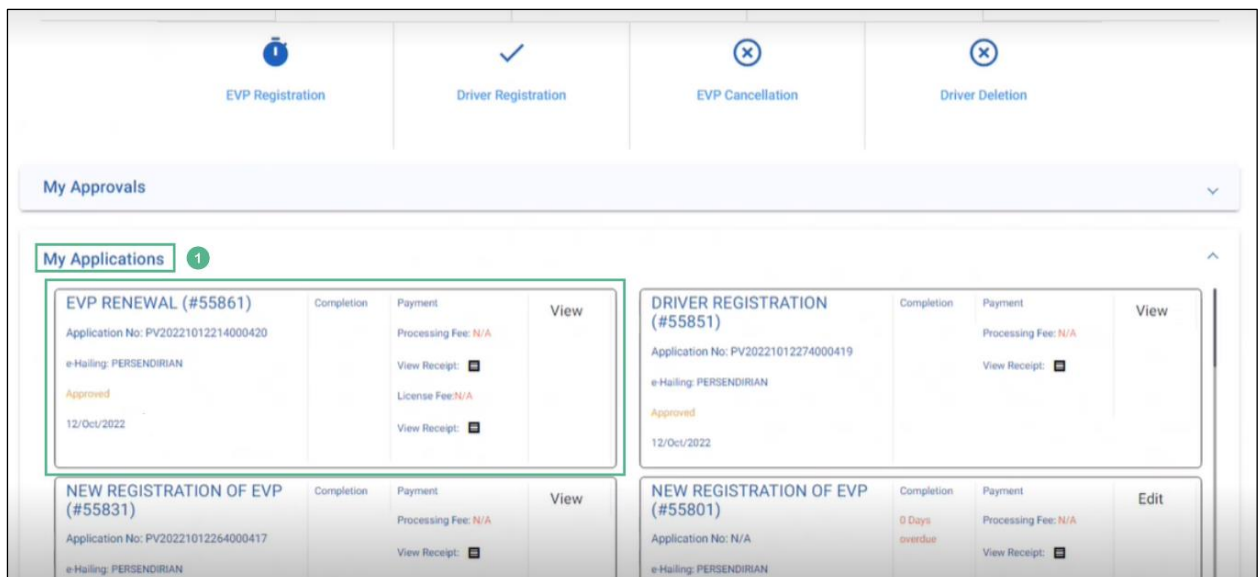 EVP Registration
Driver Registration
EVP Cancellation
Driver Deletion
My Approvals
My Applications
1
EVP RENEWAL (#55861)
Application No: PV20221012214000420
e-Hailing: PERSENDIRIAN
Approved
12/Oct/2022
Completion
Payment
Processing Fee: N/A
View Receipt:
License Fee:N/A
View Receipt:
View
DRIVER REGISTRATION
(#55851)
Application No: PV20221012274000419
e-Hailing: PERSENDIRIAN
Approved
12/Oct/2022
Completion
Payment
Processing Fee: N/A
View Receipt:
View
NEW REGISTRATION OF EVP
(#55831)
Application No: PV20221012264000417
e-Hailing: PERSENDIRIAN
Completion
Payment
Processing Fee: N/A
View Receipt:
View
NEW REGISTRATION OF EVP
(#55801)
Application No: N/A
e-Hailing: PERSENDIRIAN
Completion
0 Days
overdue
Payment
Processing Fee: N/A
View Receipt:
Edit